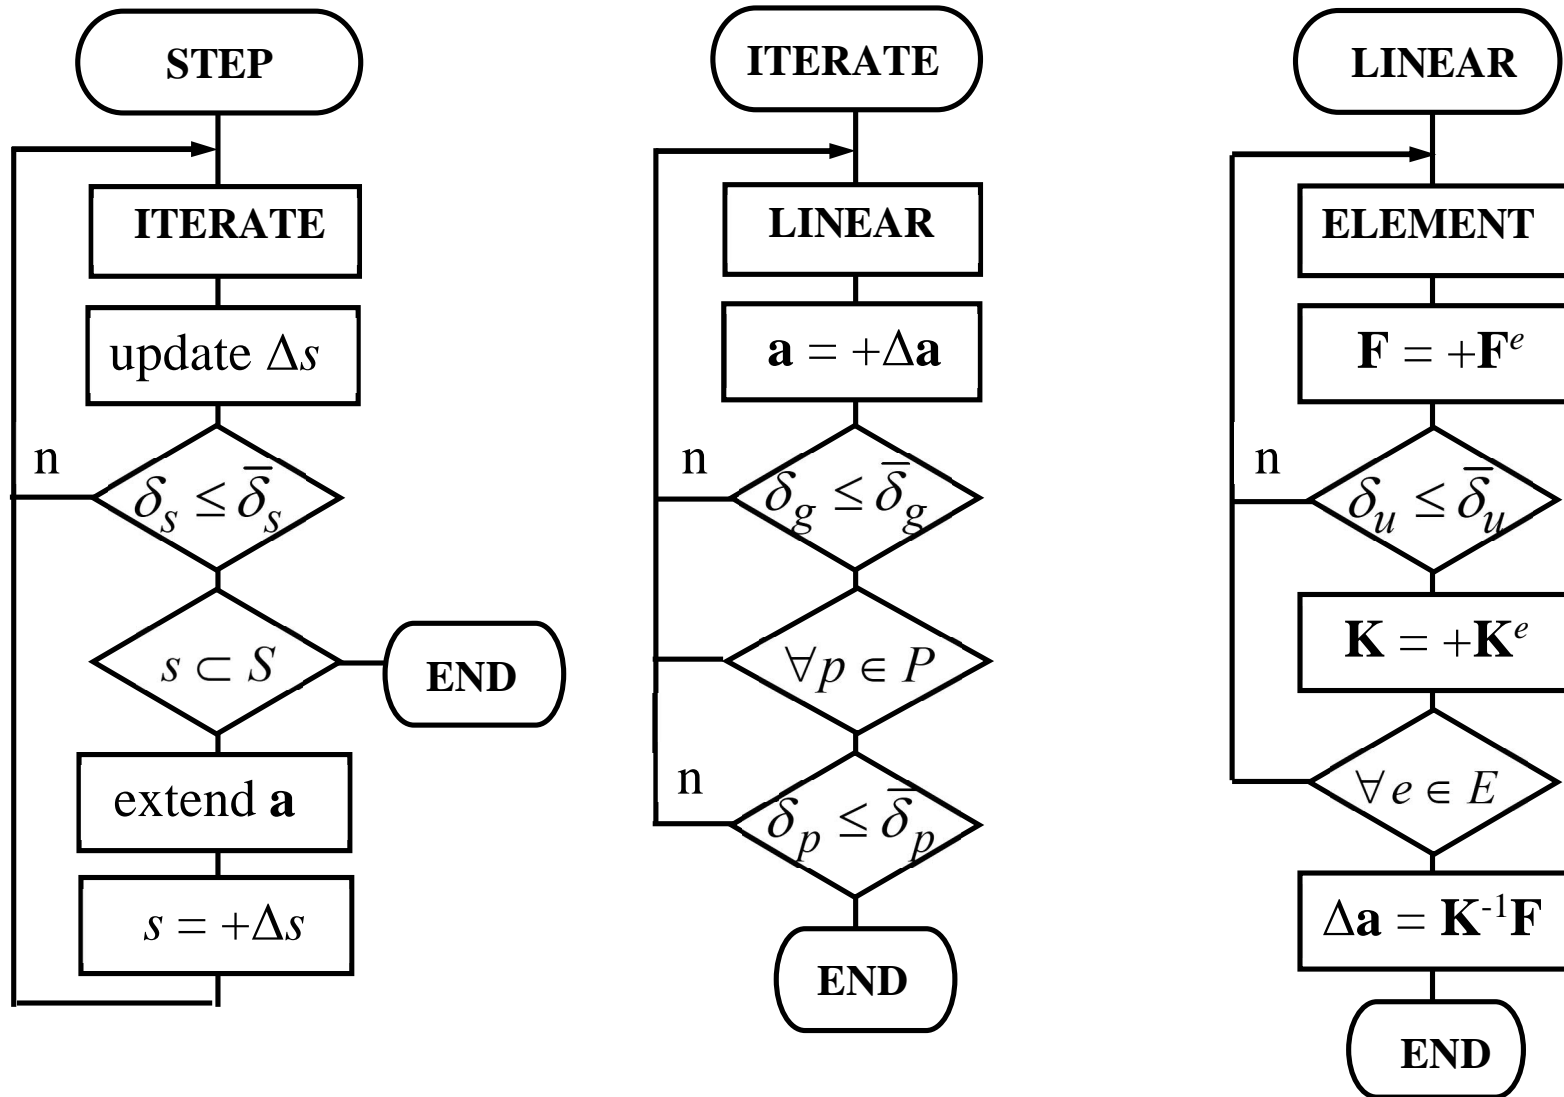 STEP
ITERATE
update Δs
n
δ_s ≤ δ̅_s
s ⊂ S
END
extend a
s = +Δs
ITERATE
LINEAR
a = +Δa
n
δ_g ≤ δ̅_g
∀p ∈ P
n
δ_p ≤ δ̅_p
END
LINEAR
ELEMENT
F = +F^e
n
δ_u ≤ δ̅_u
K = +K^e
∀ e ∈ E
Δa = K^-1 F
END